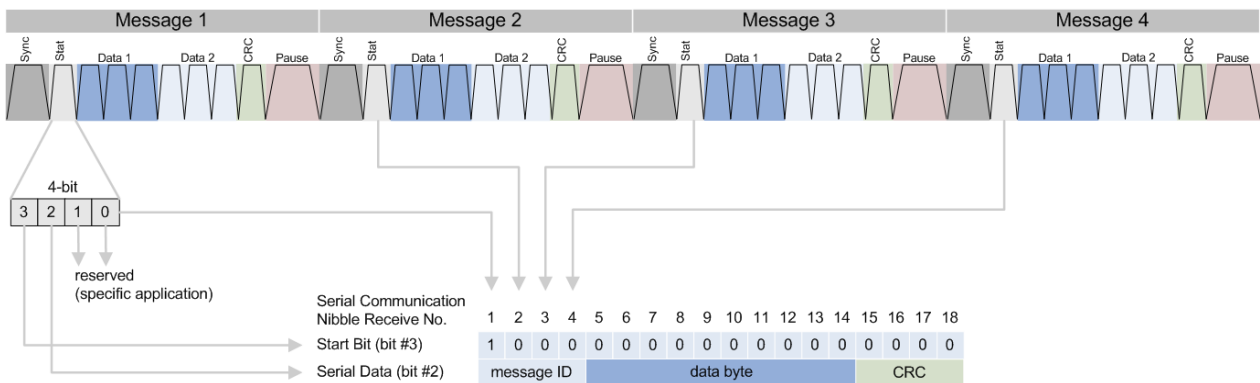 Message 1 Message 2 Message 3 Message 4
Sync Stat Data 1 Data 2 CRC Pause Sync Stat Data 1 Data 2 CRC Pause Sync Stat Data 1 Data 2 CRC Pause Sync Stat Data 1 Data 2 CRC Pause
4-bit
3 2 1 0
reserved
(specific application)
Serial Communication
Nibble Receive No. 1 2 3 4 5 6 7 8 9 10 11 12 13 14 15 16 17 18
Start Bit (bit #3) 1 0 0 0 0 0 0 0 0 0 0 0 0 0 0 0 0 0
Serial Data (bit #2) message ID data byte CRC